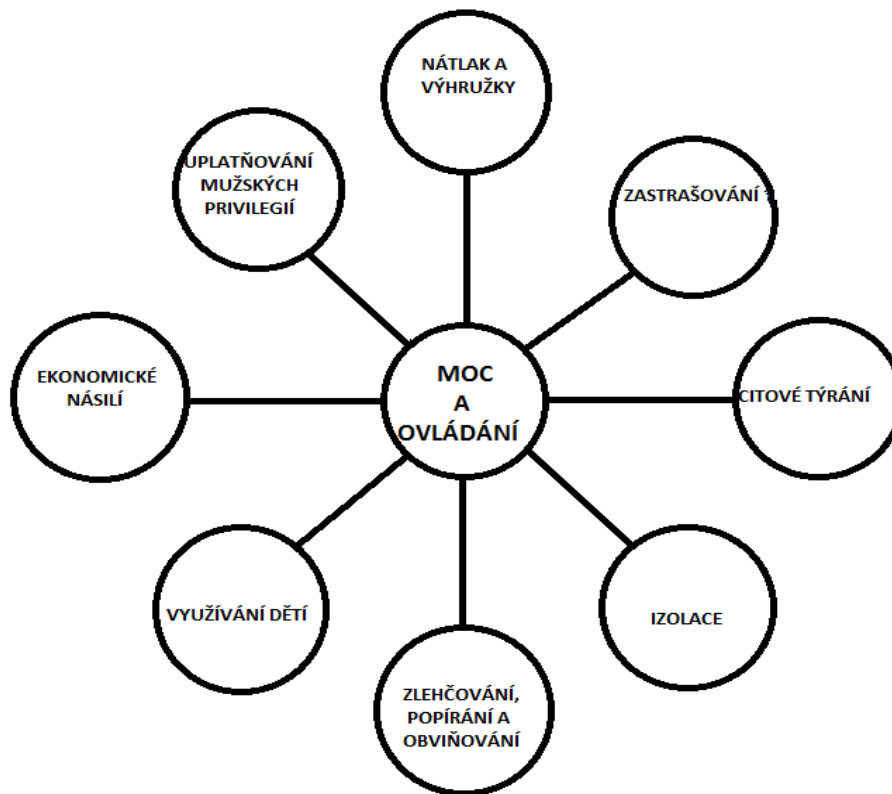 NÁTLAK A
VÝHRUŽKY
UPLATŇOVÁNÍ
MUŽSKÝCH
PRIVILEGIÍ
ZASTRAŠOVÁNÍ
EKONOMICKÉ
NÁSILÍ
MOC
A
OVLÁDÁNÍ
CITOVÉ TÝRÁNÍ
VYUŽÍVÁNÍ DĚTÍ
IZOLACE
ZLEHČOVÁNÍ,
POPÍRÁNÍ A
OBVIŇOVÁNÍ